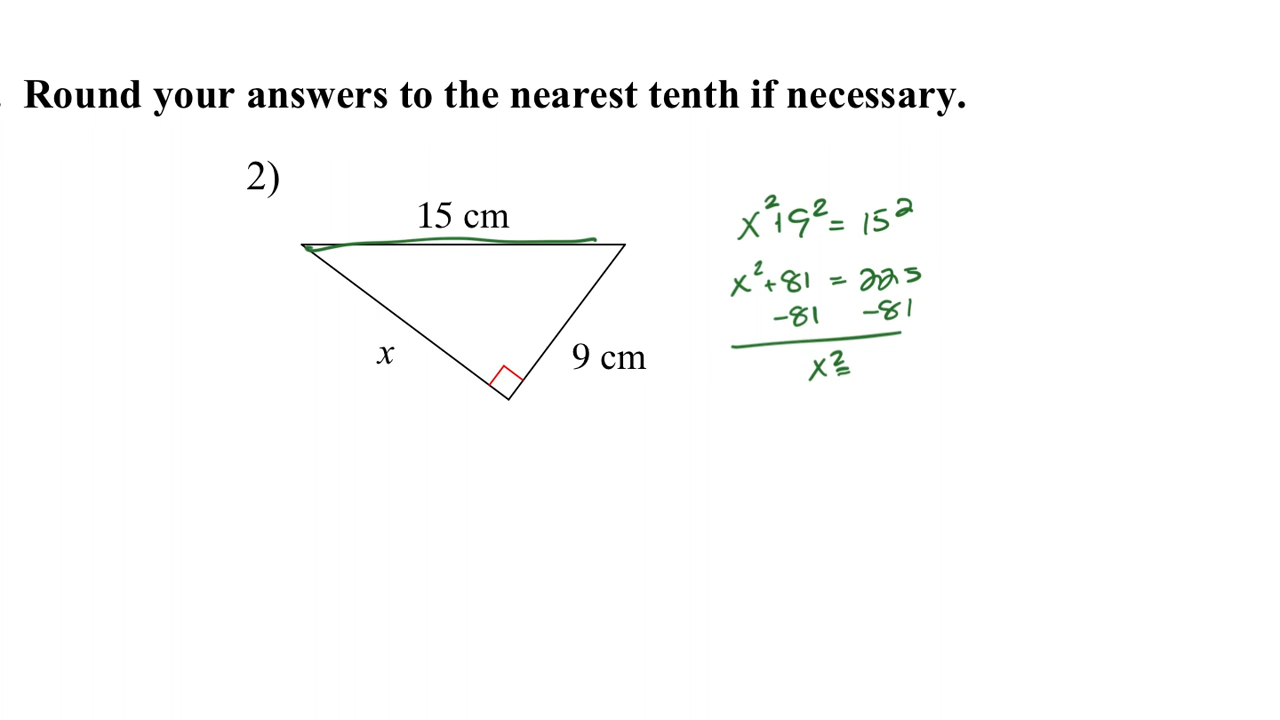 . Round your answers to the nearest tenth if necessary.
2)
15 cm
x
9 cm
x²+9²= 15²
x²+81 = 225
-81 -81
x²=